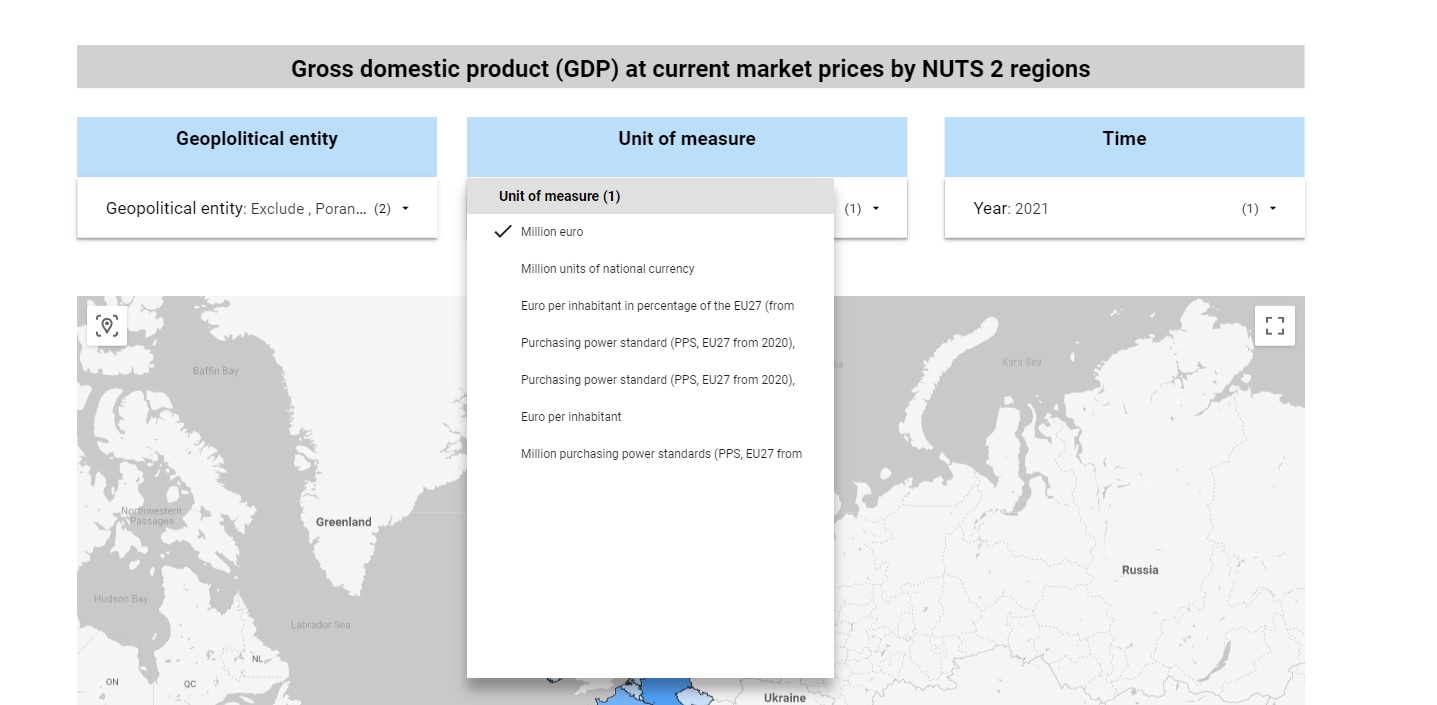 Gross domestic product (GDP) at current market prices by NUTS 2 regions
Geoplolitical entity
Unit of measure
Time
Geopolitical entity: Exclude , Poran... (2)
Unit of measure (1)
(1)
Year: 2021 (1)
Million euro
Million units of national currency
Euro per inhabitant in percentage of the EU27 (from
Purchasing power standard (PPS, EU27 from 2020),
Purchasing power standard (PPS, EU27 from 2020),
Euro per inhabitant
Million purchasing power standards (PPS, EU27 from
Baffin Bay
Kara Sea
Northwestern
Passages
Greenland
Russia
Hudson Bay
Labrador Sea
NL
ON
QC
Ukraine